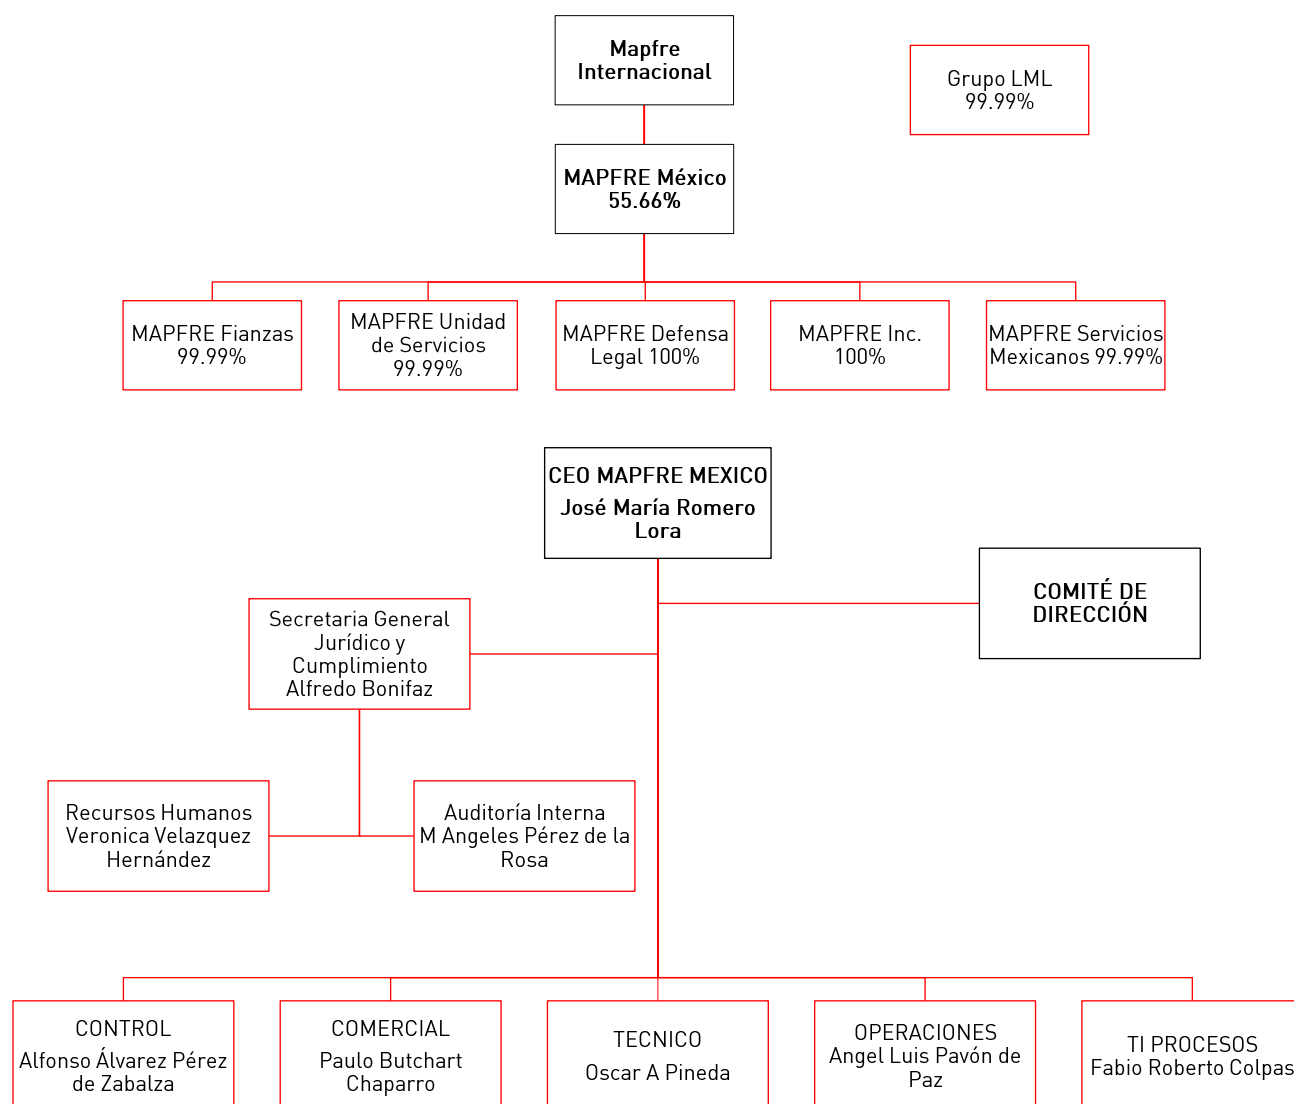 Mapfre
Internacional
Grupo LML
99.99%
MAPFRE México
55.66%
MAPFRE Fianzas
99.99%
MAPFRE Unidad
de Servicios
99.99%
MAPFRE Defensa
Legal 100%
MAPFRE Inc.
100%
MAPFRE Servicios
Mexicanos 99.99%
CEO MAPFRE MEXICO
José María Romero
Lora
COMITÉ DE
DIRECCIÓN
Secretaria General
Jurídico y
Cumplimiento
Alfredo Bonifaz
Recursos Humanos
Veronica Velazquez
Hernández
Auditoría Interna
M Angeles Pérez de la
Rosa
CONTROL
Alfonso Álvarez Pérez
de Zabalza
COMERCIAL
Paulo Butchart
Chaparro
TECNICO
Oscar A Pineda
OPERACIONES
Angel Luis Pavón de
Paz
TI PROCESOS
Fabio Roberto Colpas